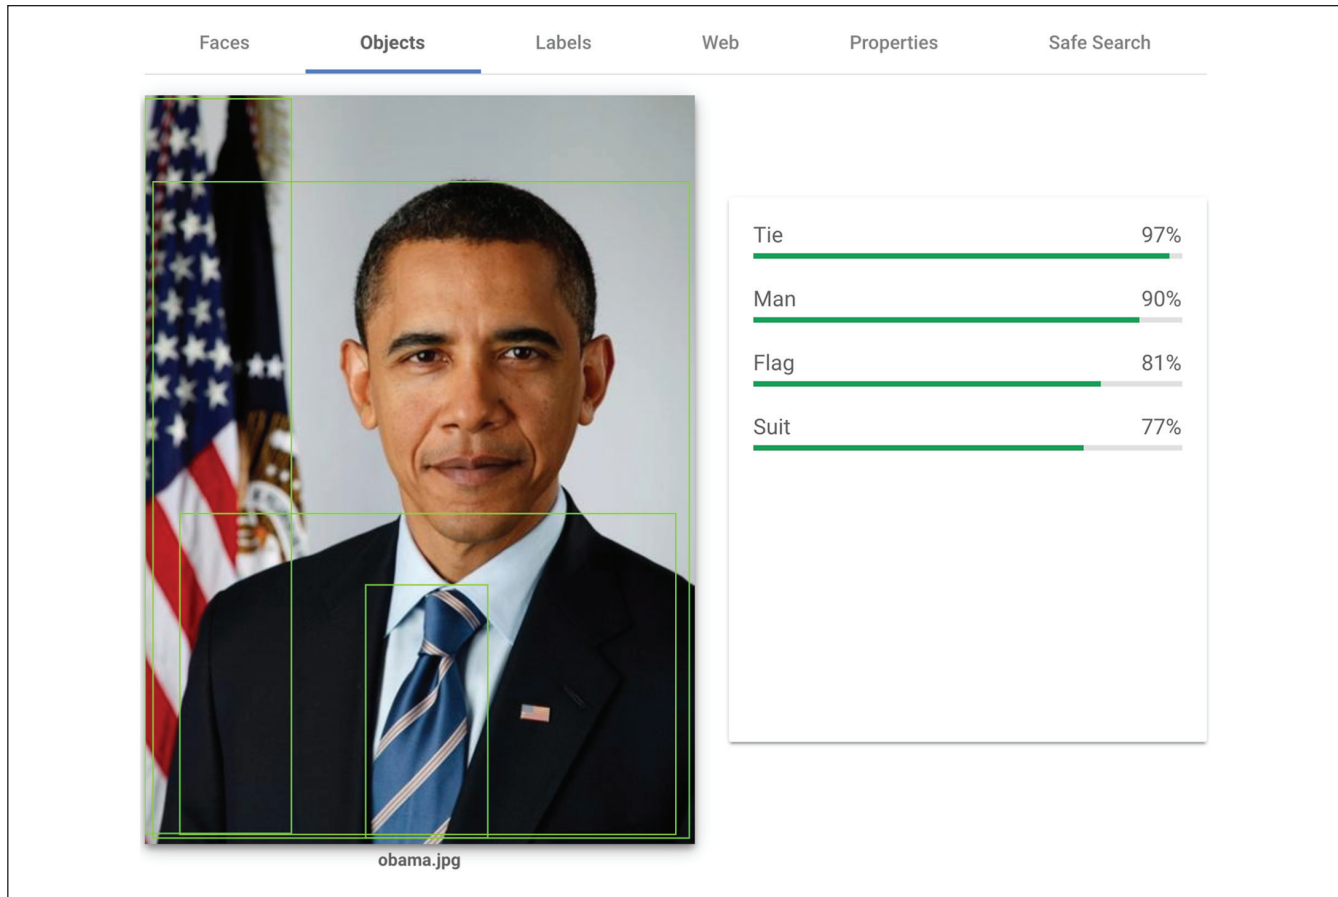 Faces Objects Labels Web Properties Safe Search
Tie 97%
Man 90%
Flag 81%
Suit 77%
obama.jpg